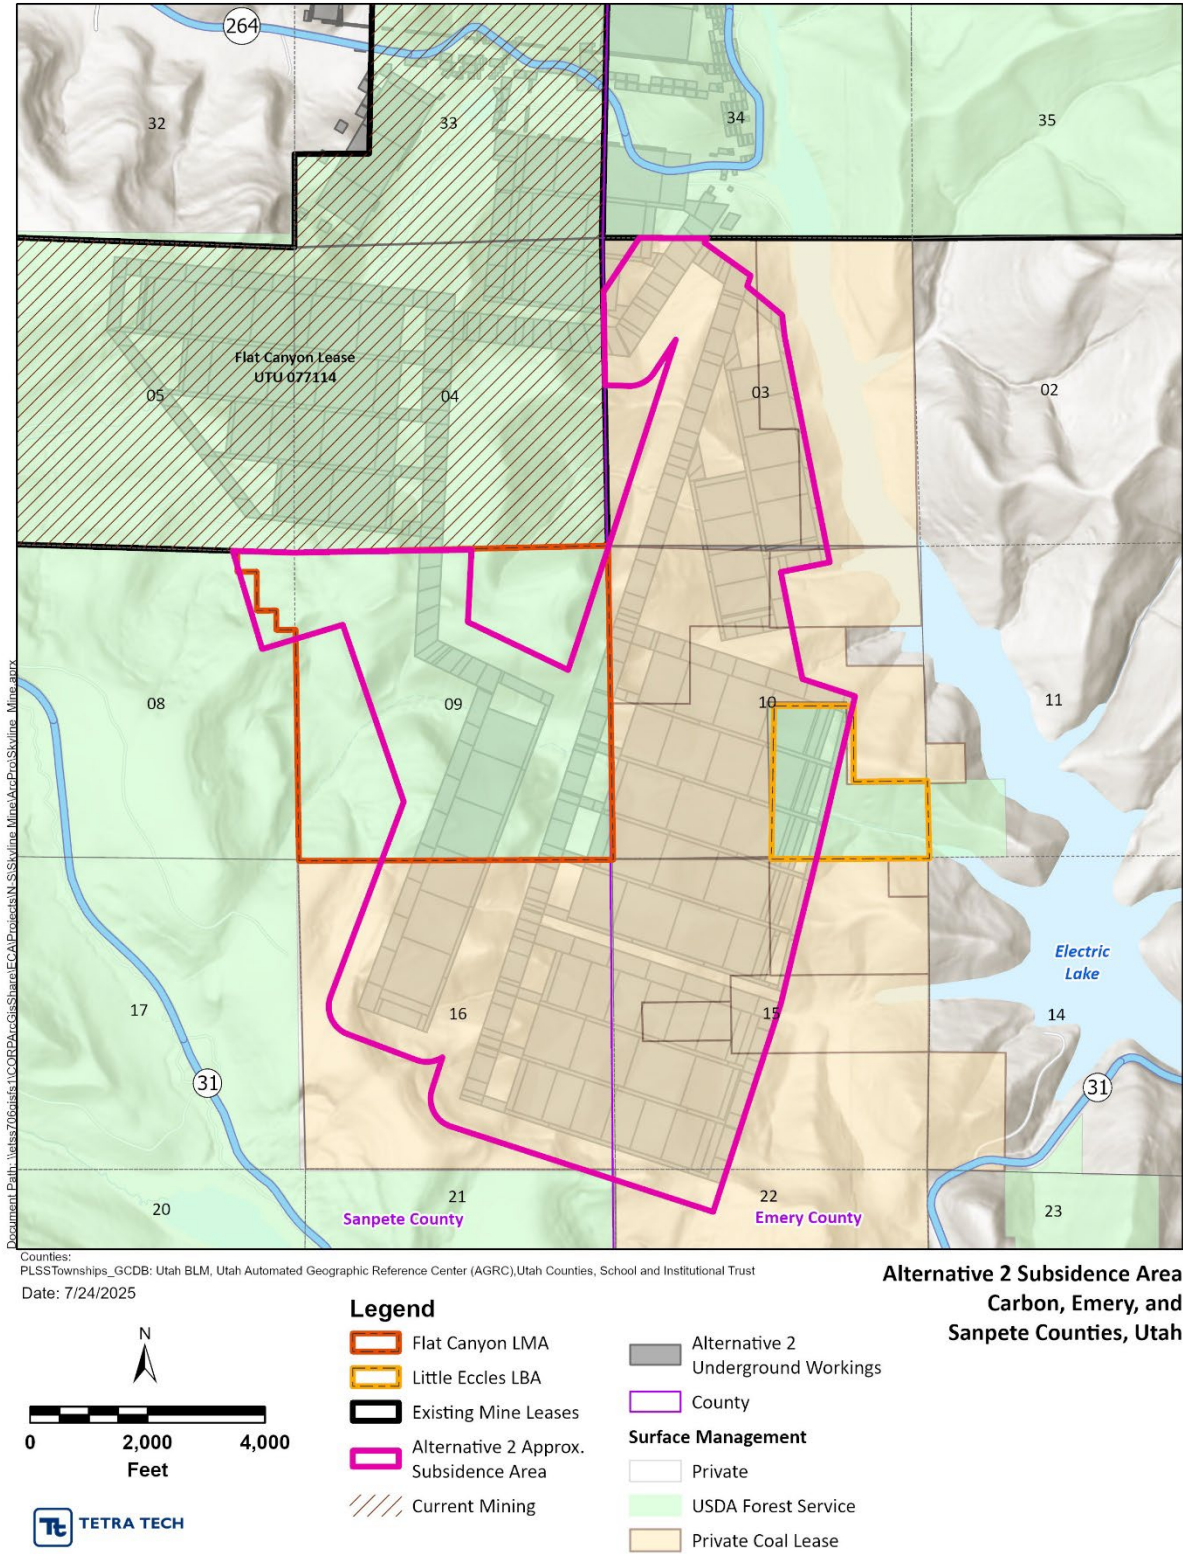 264
32
33
34
35
Flat Canyon Lease
UTU 077114
05
04
03
02
08
09
10
11
Electric
Lake
17
16
15
14
31
31
20
21
22
23
Sanpete County
Emery County
Document Path: \\etss706gisfs1\CORPArcGisShare\ECA\Projects\N-S\Skyline Mine\ArcPro\Skyline_Mine.aprx
Counties:
PLSSTownships_GCDB: Utah BLM, Utah Automated Geographic Reference Center (AGRC),Utah Counties, School and Institutional Trust
Date: 7/24/2025
Alternative 2 Subsidence Area
Carbon, Emery, and
Sanpete Counties, Utah
N
0 2,000 4,000
Feet
TETRA TECH
Tt
Legend
Flat Canyon LMA
Little Eccles LBA
Existing Mine Leases
Alternative 2 Approx.
Subsidence Area
Current Mining
Alternative 2
Underground Workings
County
Surface Management
Private
USDA Forest Service
Private Coal Lease